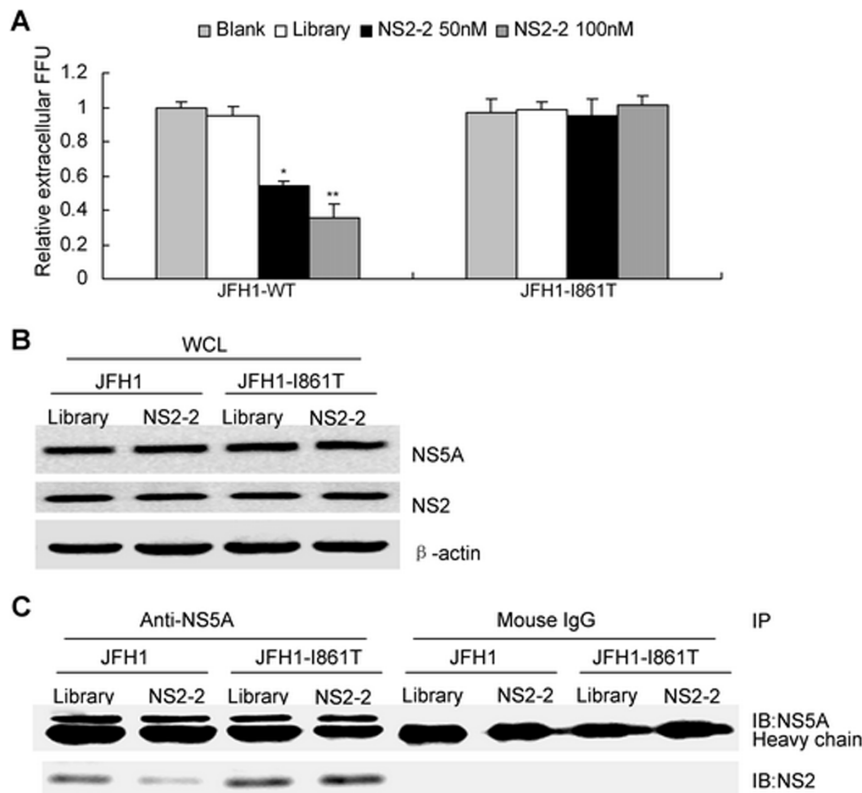 A
Blank Library NS2-2 50nM NS2-2 100nM
Relative extracellular FFU
1.2
1
0.8
0.6
0.4
0.2
0
*
**
JFH1-WT JFH1-I861T
B
WCL
JFH1 JFH1-I861T
Library NS2-2 Library NS2-2
NS5A
NS2
β-actin
C
Anti-NS5A Mouse IgG IP
JFH1 JFH1-I861T JFH1 JFH1-I861T
Library NS2-2 Library NS2-2 Library NS2-2 Library NS2-2
IB:NS5A
Heavy chain
IB:NS2